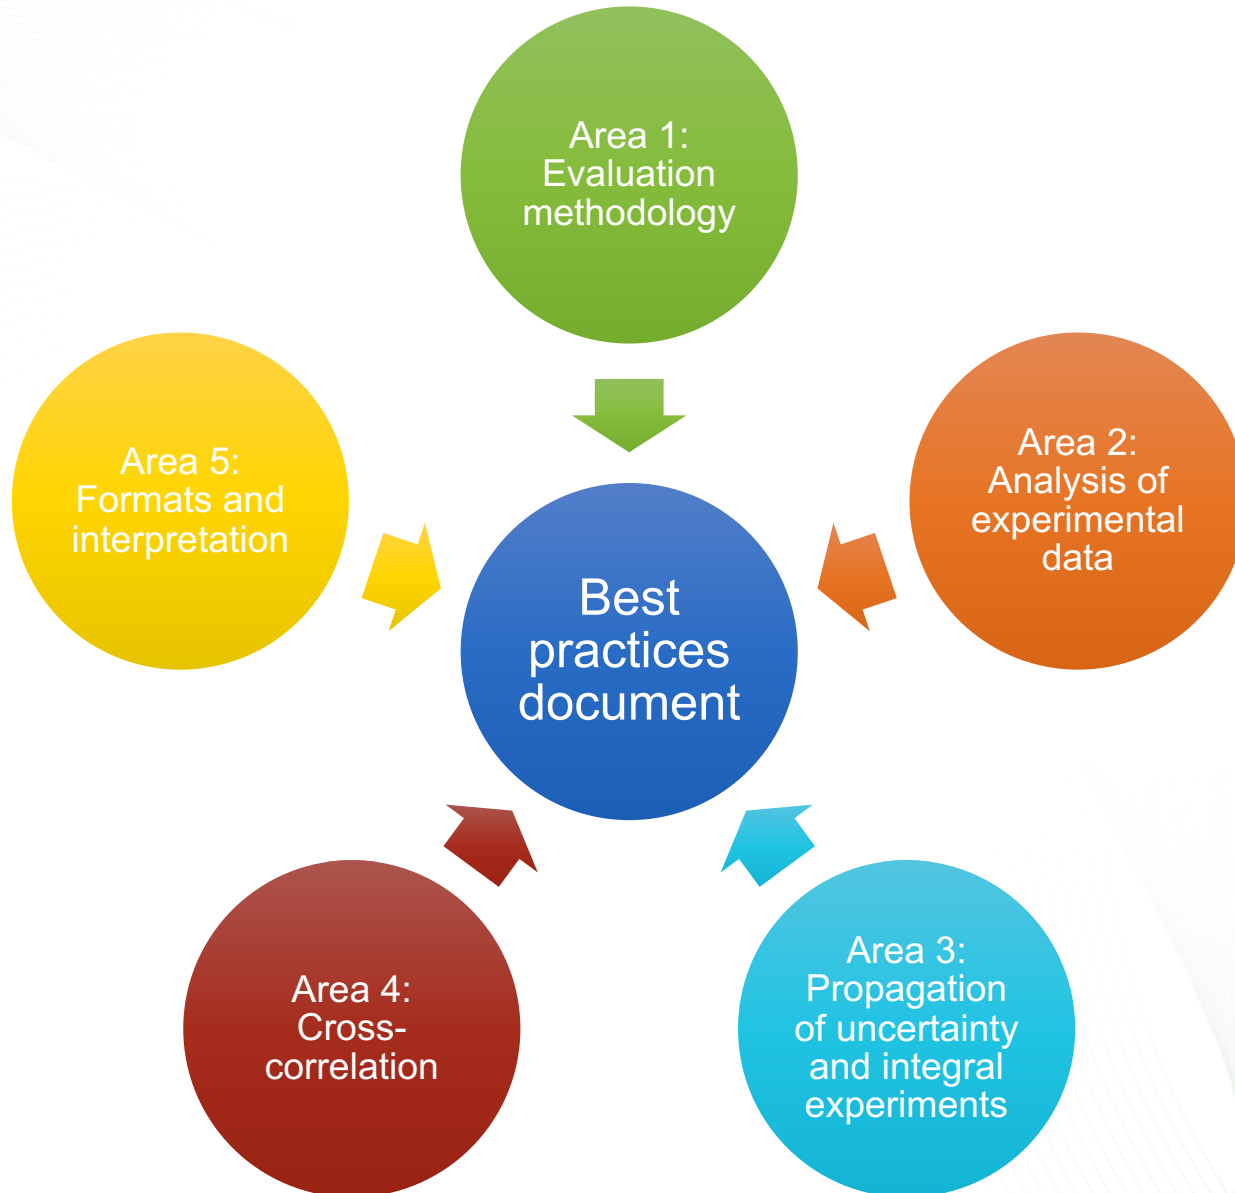 Area 1:
Evaluation
methodology
Area 2:
Analysis of
experimental
data
Area 3:
Propagation
of uncertainty
and integral
experiments
Area 4:
Cross-
correlation
Area 5:
Formats and
interpretation
Best
practices
document